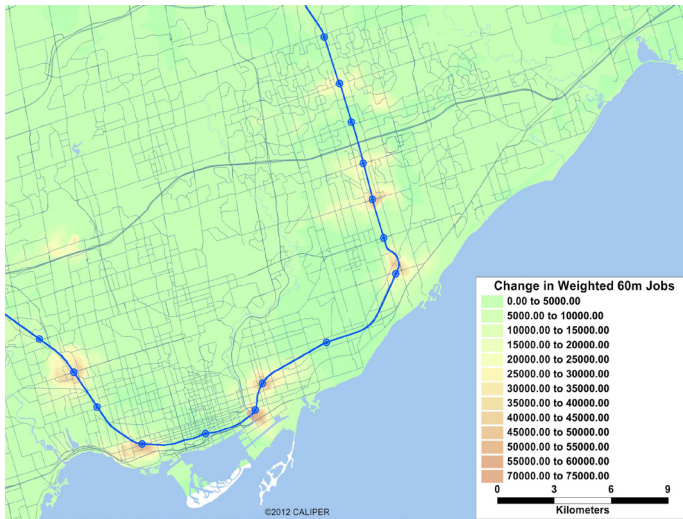 Change in Weighted 60m Jobs
0.00 to 5000.00
5000.00 to 10000.00
10000.00 to 15000.00
15000.00 to 20000.00
20000.00 to 25000.00
25000.00 to 30000.00
30000.00 to 35000.00
35000.00 to 40000.00
40000.00 to 45000.00
45000.00 to 50000.00
50000.00 to 55000.00
55000.00 to 60000.00
70000.00 to 75000.00
0 3 6 9
Kilometers
©2012 CALIPER